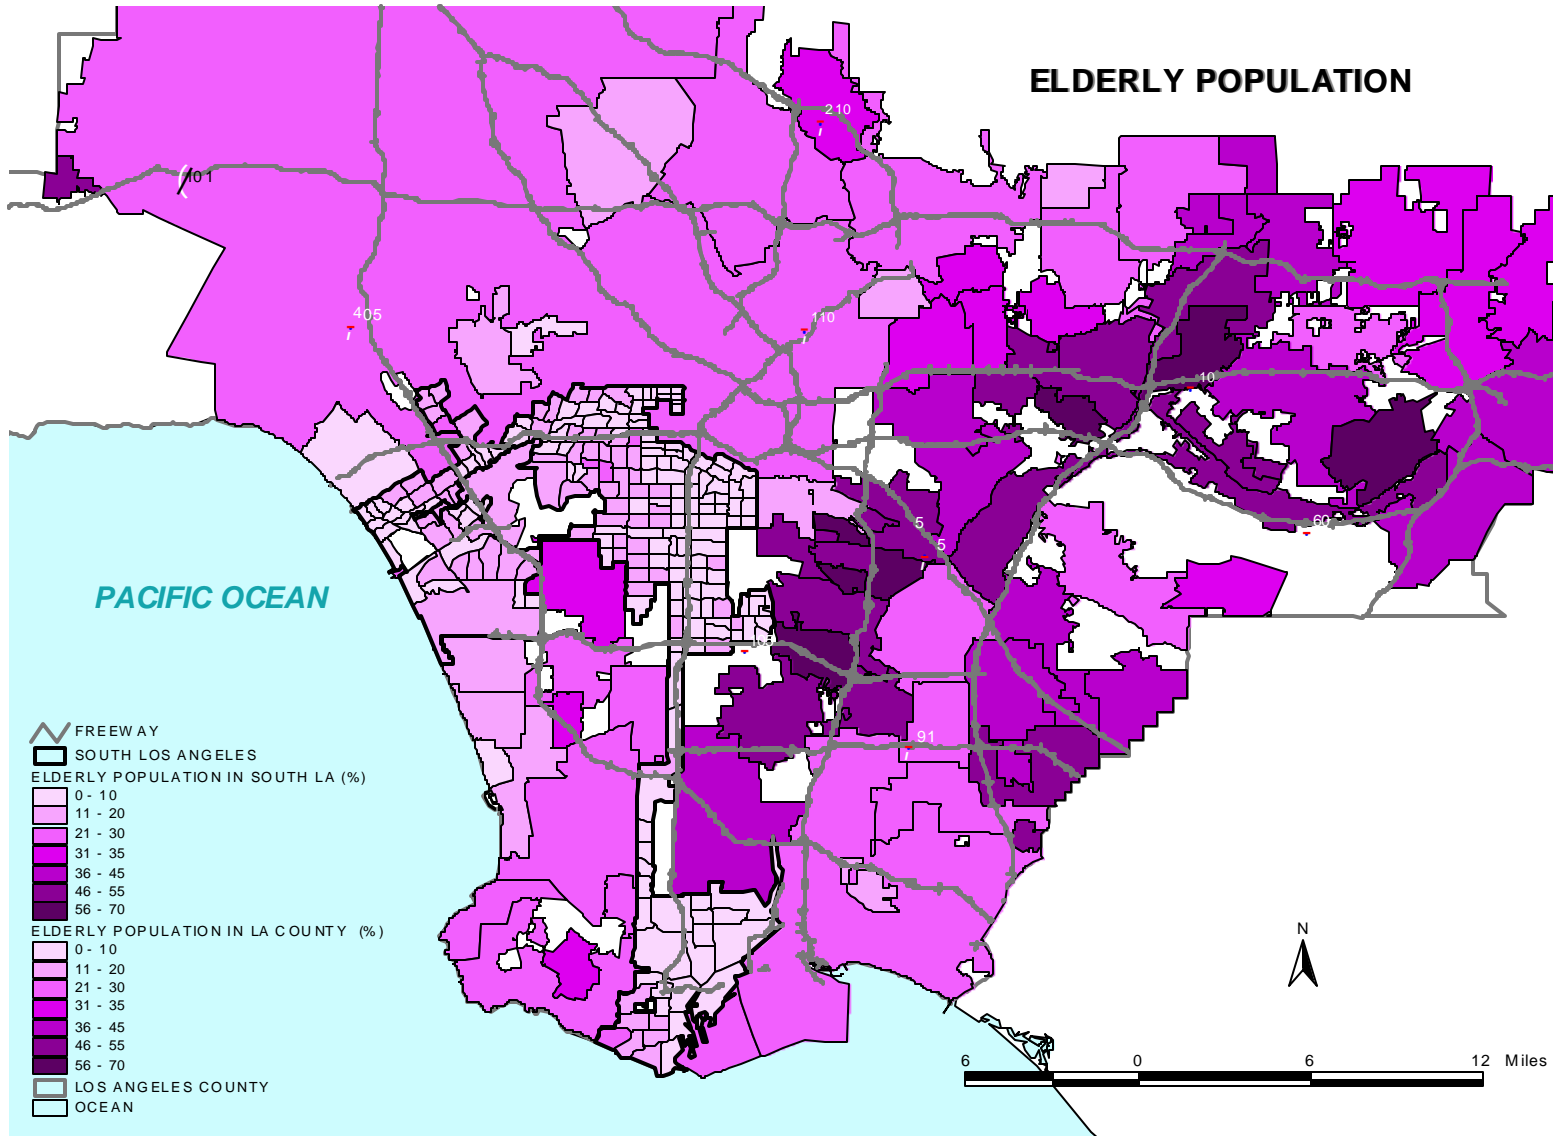 ELDERLY POPULATION
210
101
405
110
10
5
5
60
PACIFIC OCEAN
105
91
FREEWAY
SOUTH LOS ANGELES
ELDERLY POPULATION IN SOUTH LA (%)
0 - 10
11 - 20
21 - 30
31 - 35
36 - 45
46 - 55
56 - 70
ELDERLY POPULATION IN LA COUNTY (%)
0 - 10
11 - 20
21 - 30
31 - 35
36 - 45
46 - 55
56 - 70
LOS ANGELES COUNTY
OCEAN
N
6 0 6 12 Miles